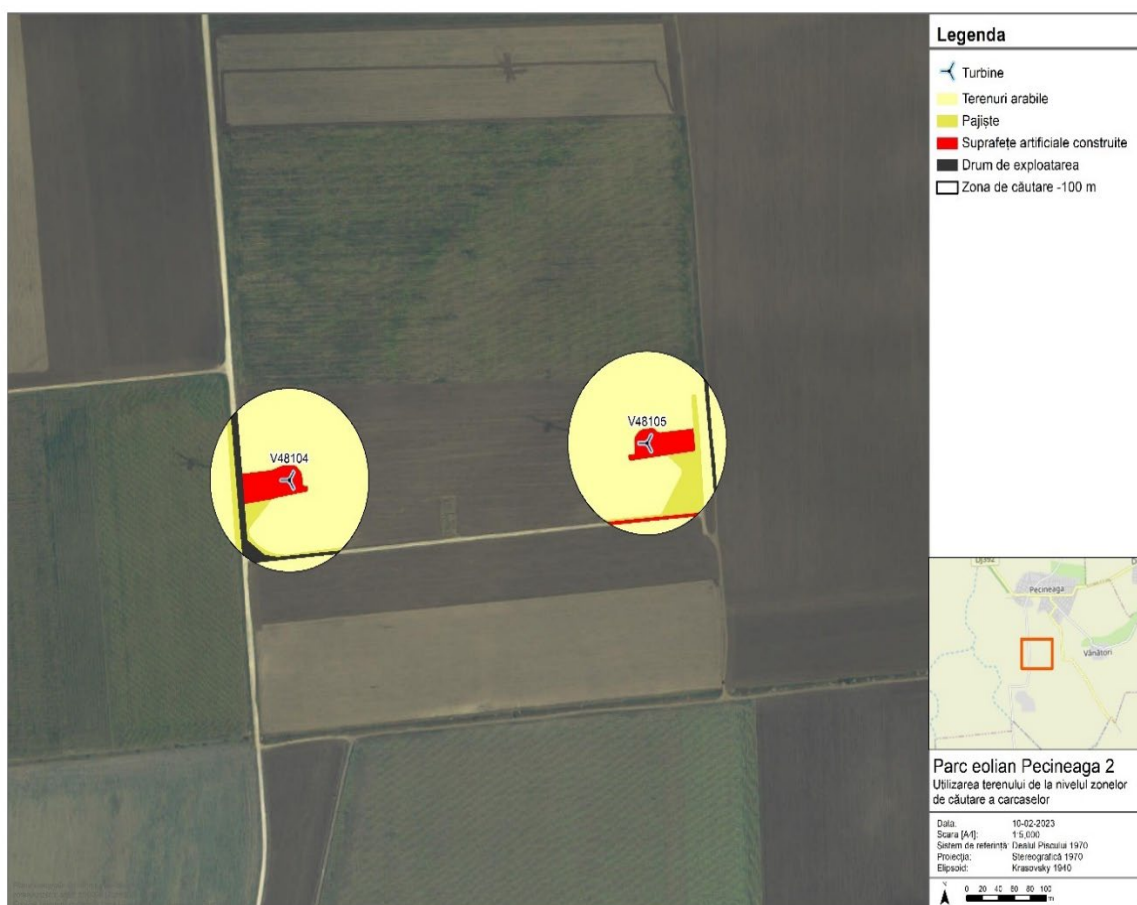 Legenda
Turbine
Terenuri arabile
Pajiște
Suprafețe artificiale construite
Drum de exploatarea
Zona de căutare -100 m
V48104
V48105
Pecineaga
Vânători
Parc eolian Pecineaga 2
Utilizarea terenului de la nivelul zonelor
de căutare a carcaselor
Data: 10-02-2023
Scara [A4]: 1:5,000
Sistem de referință: Dealul Piscului 1970
Proiecția: Stereografică 1970
Elipsoid: Krasovsky 1940
N
0 20 40 60 80 100
m